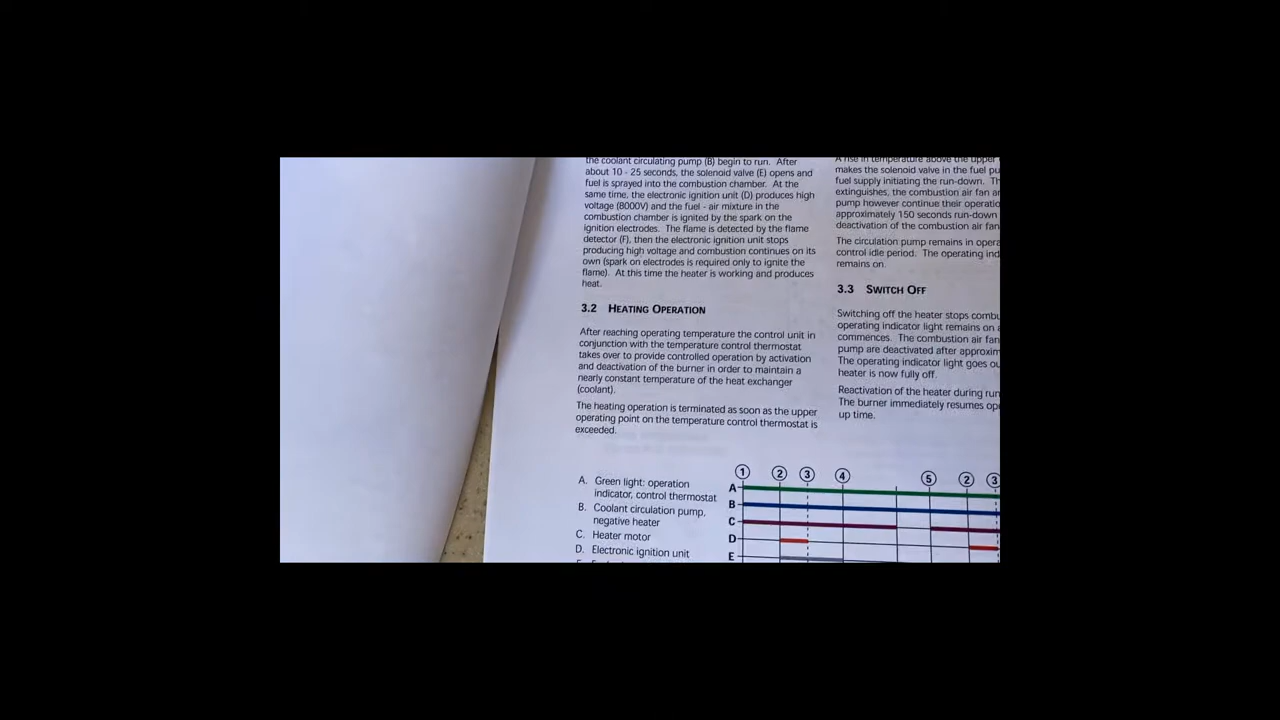 the coolant circulating pump (B) begin to run. After
about 10 - 25 seconds, the solenoid valve (E) opens and
fuel is sprayed into the combustion chamber. At the
same time, the electronic ignition unit (D) produces high
voltage (8000V) and the fuel - air mixture in the
combustion chamber is ignited by the spark on the
ignition electrodes. The flame is detected by the flame
detector (F), then the electronic ignition unit stops
producing high voltage and combustion continues on its
own (spark on electrodes is required only to ignite the
flame). At this time the heater is working and produces
heat.
3.2 HEATING OPERATION
After reaching operating temperature the control unit in
conjunction with the temperature control thermostat
takes over to provide controlled operation by activation
and deactivation of the burner in order to maintain a
nearly constant temperature of the heat exchanger
(coolant).
The heating operation is terminated as soon as the upper
operating point on the temperature control thermostat is
exceeded.
A rise in temperature above the upper
makes the solenoid valve in the fuel pu
fuel supply initiating the run-down. Th
extinguishes, the combustion air fan an
pump however continue their operatio
approximately 150 seconds run-down
deactivation of the combustion air fan
The circulation pump remains in opera
control idle period. The operating ind
remains on.
3.3 SWITCH OFF
Switching off the heater stops combu
operating indicator light remains on a
commences. The combustion air fan
pump are deactivated after approxim
The operating indicator light goes ou
heater is now fully off.
Reactivation of the heater during run
The burner immediately resumes op
up time.
A. Green light: operation
indicator, control thermostat
B. Coolant circulation pump,
negative heater
C. Heater motor
D. Electronic ignition unit
1 2 3 4 5 2 3
A
B
C
D
E